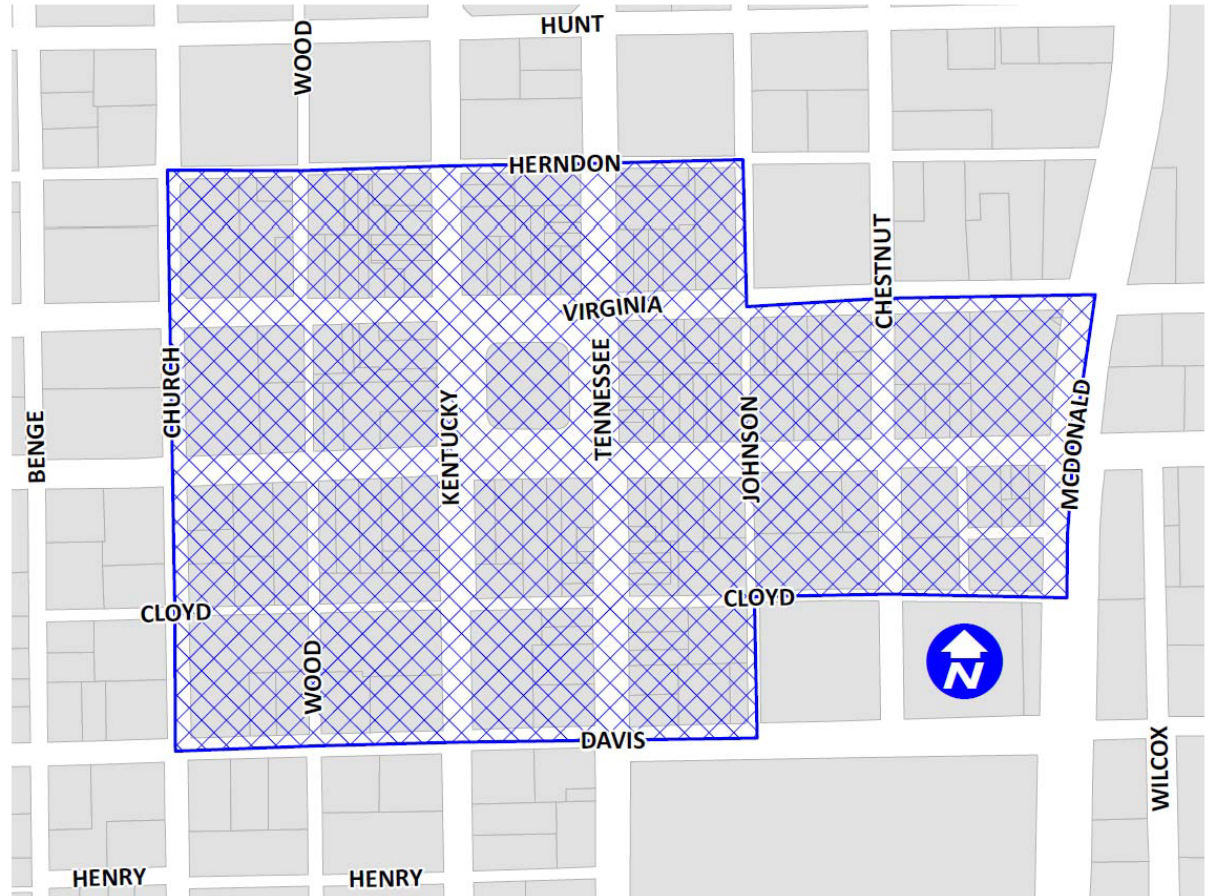 HUNT
WOOD
HERNDON
CHESTNUT
VIRGINIA
TENNESSEE
CHURCH
KENTUCKY
JOHNSON
MCDONALD
BENGE
CLOYD
CLOYD
WOOD
N
DAVIS
WILCOX
HENRY
HENRY